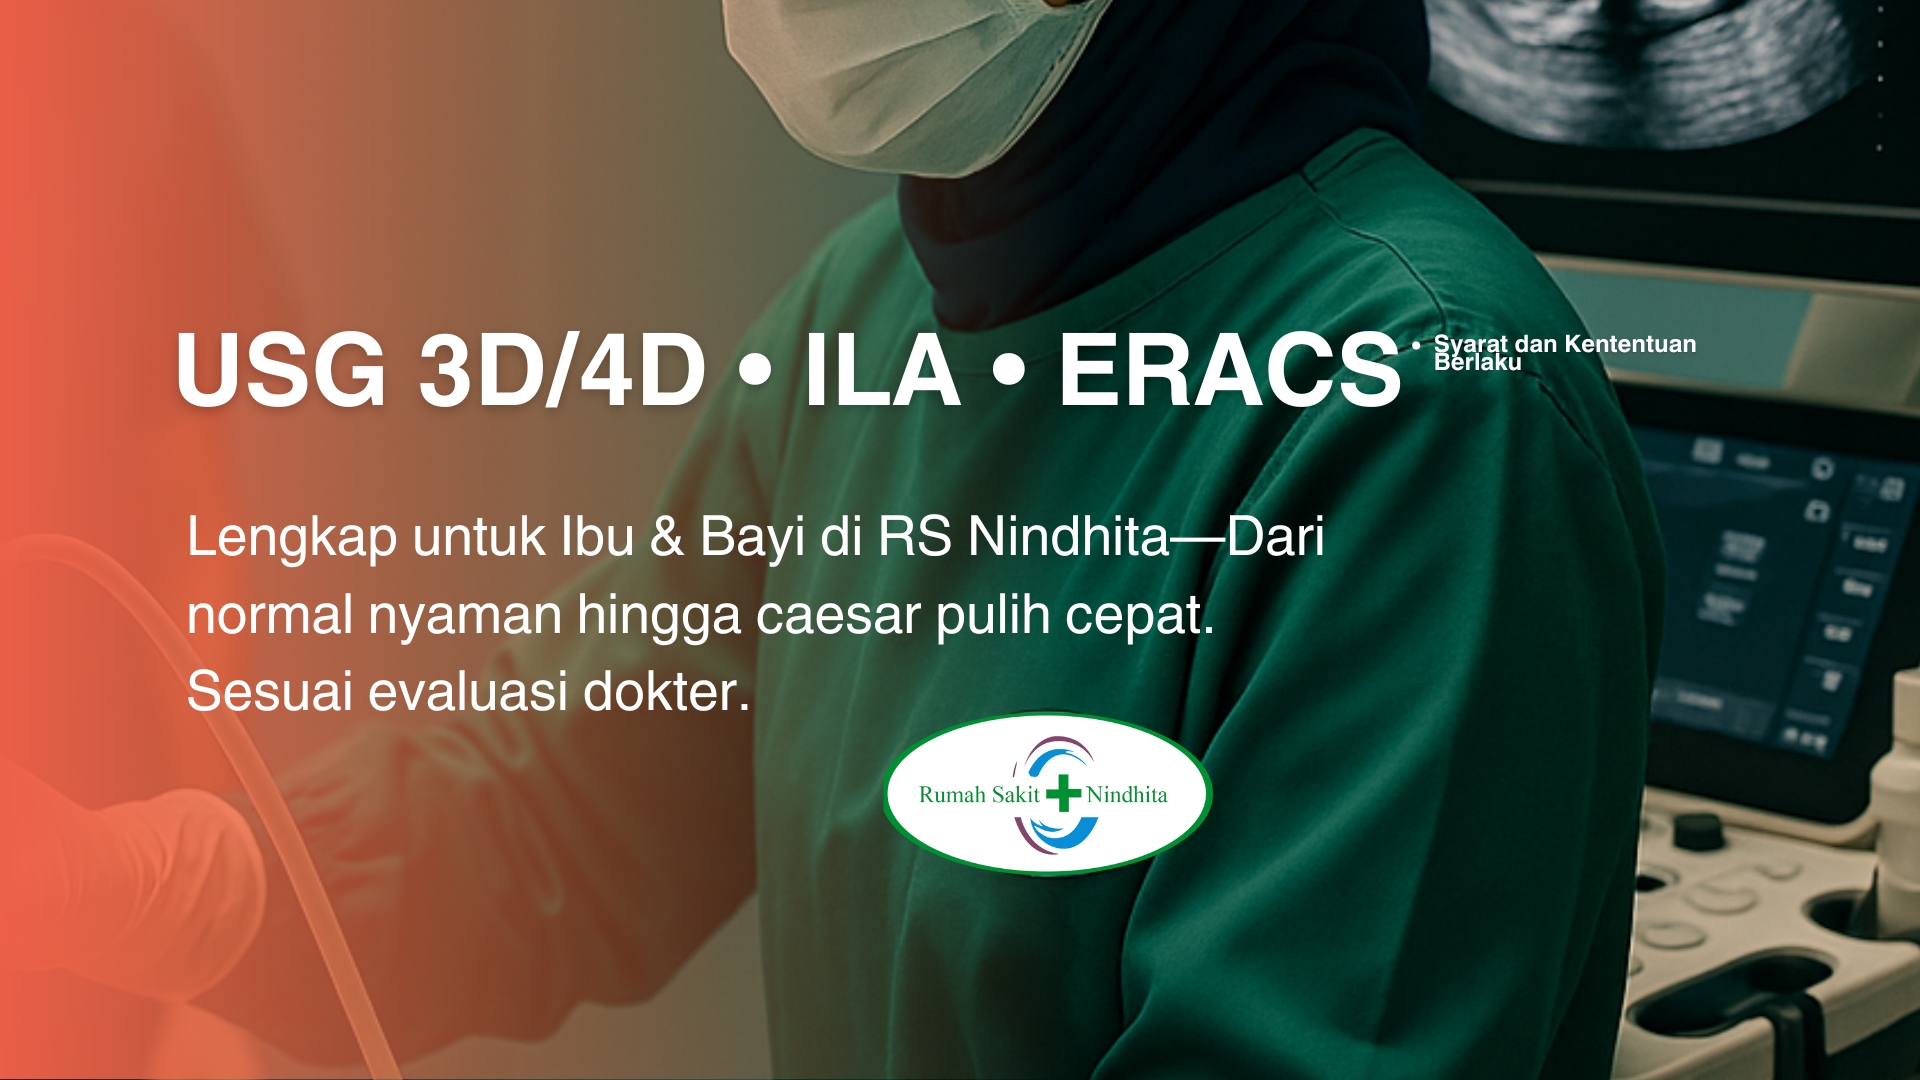 USG 3D/4D • ILA • ERACS
• Syarat dan Kententuan
Berlaku
Lengkap untuk Ibu & Bayi di RS Nindhita—Dari
normal nyaman hingga caesar pulih cepat.
Sesuai evaluasi dokter.
Rumah Sakit Nindhita